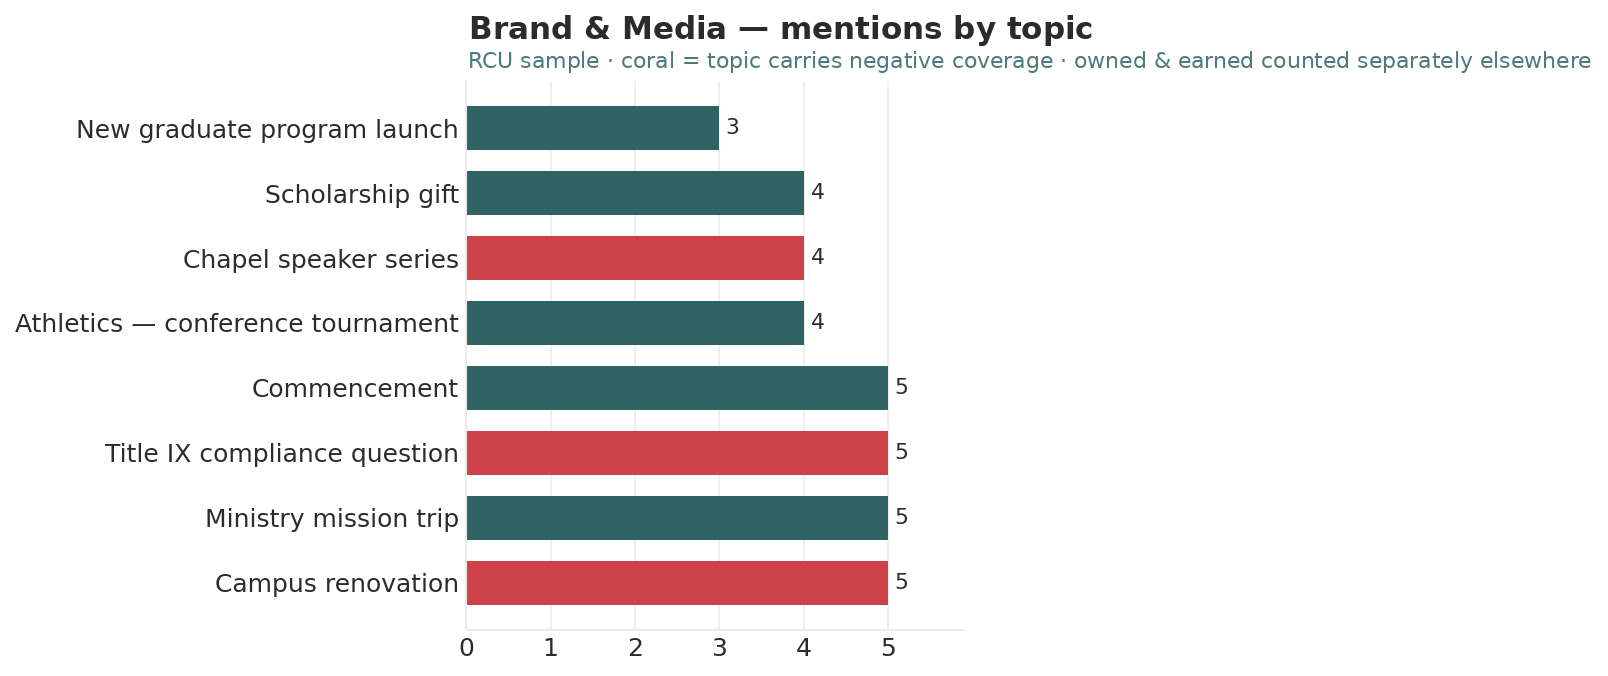 Brand & Media — mentions by topic
RCU sample · coral = topic carries negative coverage · owned & earned counted separately elsewhere
New graduate program launch 3
Scholarship gift 4
Chapel speaker series 4
Athletics — conference tournament 4
Commencement 5
Title IX compliance question 5
Ministry mission trip 5
Campus renovation 5
0 1 2 3 4 5